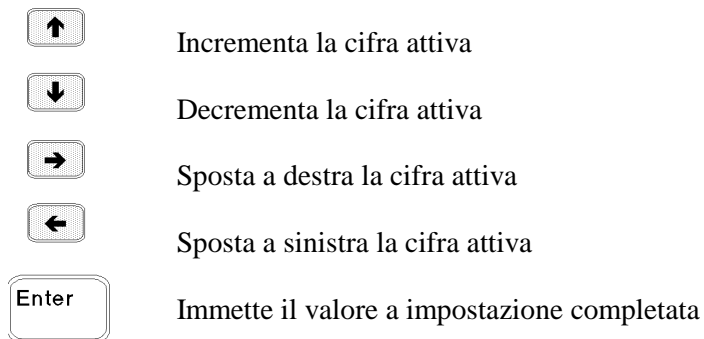 Incrementa la cifra attiva
Decrementa la cifra attiva
Sposta a destra la cifra attiva
Sposta a sinistra la cifra attiva
Enter Immette il valore a impostazione completata